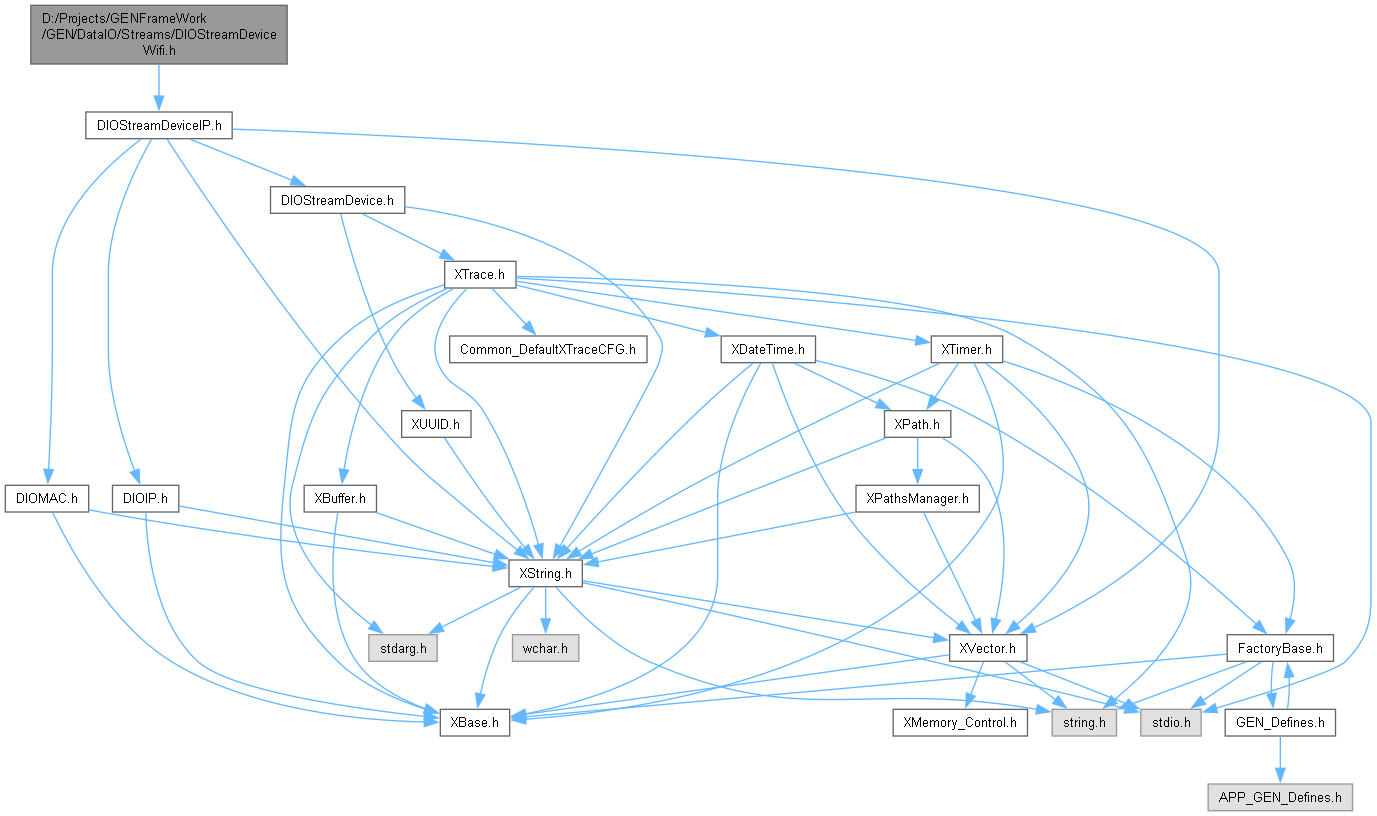 D:/Projects/GENFrameWork
/GEN/DataIO/Streams/DIOStreamDevice
Wifi.h
DIOStreamDeviceIP.h
DIOStreamDevice.h
XTrace.h
Common_DefaultXTraceCFG.h
XDateTime.h
XTimer.h
XUUID.h
XPath.h
DIOMAC.h
DIOIP.h
XBuffer.h
XPathsManager.h
XString.h
stdarg.h
wchar.h
XVector.h
FactoryBase.h
XBase.h
XMemory_Control.h
string.h
stdio.h
GEN_Defines.h
APP_GEN_Defines.h